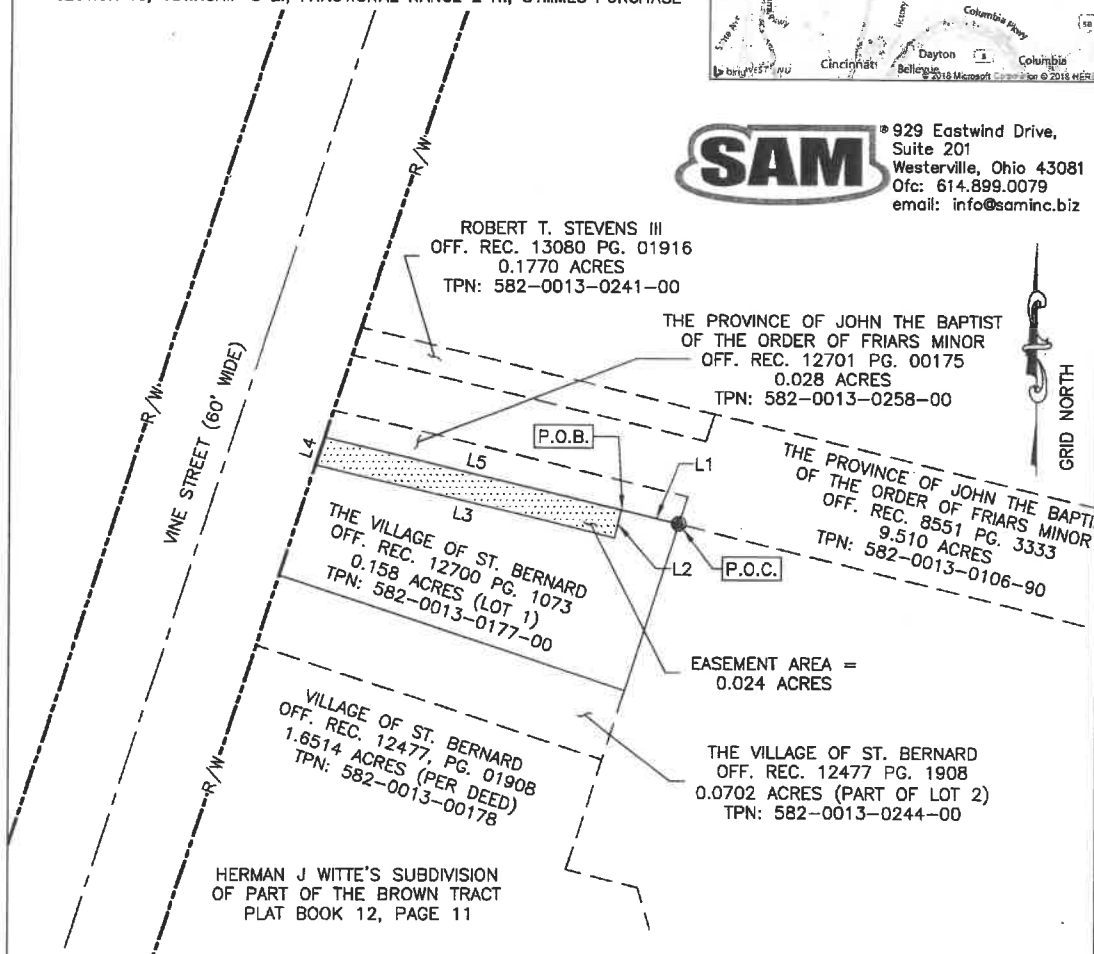 Columbia Pkwy
Cincinnati
Dayton
Bellevue
Columbia
bing
© 2018 Microsoft Corporation © 2018 HERE
SAM
® 929 Eastwind Drive,
Suite 201
Westerville, Ohio 43081
Ofc: 614.899.0079
email: info@saminc.biz
R/W
ROBERT T. STEVENS III
OFF. REC. 13080 PG. 01916
0.1770 ACRES
TPN: 582-0013-0241-00
THE PROVINCE OF JOHN THE BAPTIST
OF THE ORDER OF FRIARS MINOR
OFF. REC. 12701 PG. 00175
0.028 ACRES
TPN: 582-0013-0258-00
GRID NORTH
R/W
VINE STREET (60' WIDE)
P.O.B.
L4
L5
L1
L3
L2
P.O.C.
THE PROVINCE OF JOHN THE BAPTI
OF THE ORDER OF FRIARS MINOR
OFF. REC. 8551 PG. 3333
9.510 ACRES
TPN: 582-0013-0106-90
THE VILLAGE OF ST. BERNARD
OFF. REC. 12700 PG. 1073
0.158 ACRES (LOT 1)
TPN: 582-0013-0177-00
EASEMENT AREA =
0.024 ACRES
VILLAGE OF ST. BERNARD
OFF. REC. 12477, PG. 01908
1.6514 ACRES (PER DEED)
TPN: 582-0013-00178
R/W
THE VILLAGE OF ST. BERNARD
OFF. REC. 12477 PG. 1908
0.0702 ACRES (PART OF LOT 2)
TPN: 582-0013-0244-00
HERMAN J WITTE'S SUBDIVISION
OF PART OF THE BROWN TRACT
PLAT BOOK 12, PAGE 11